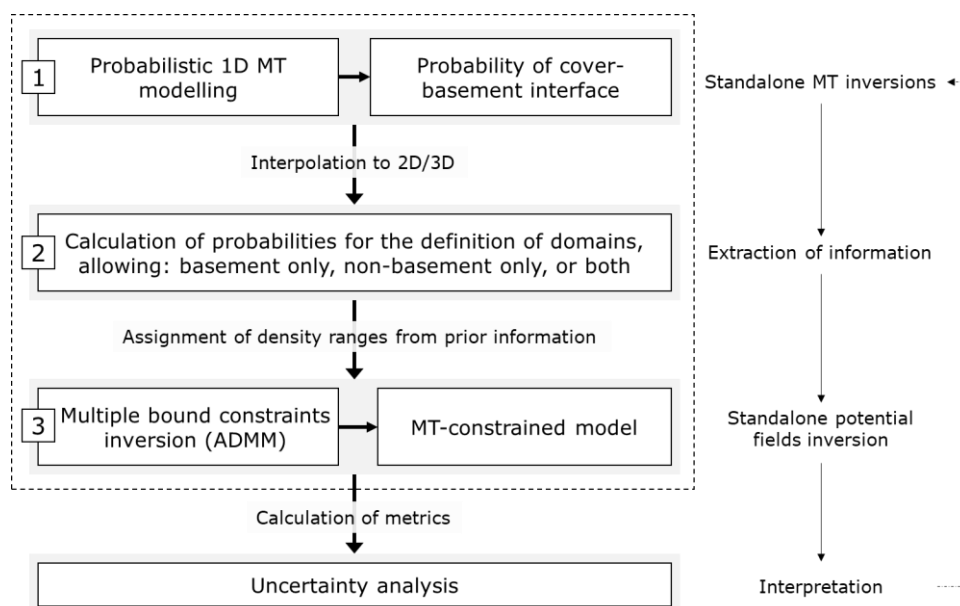 1
Probabilistic 1D MT
modelling
Probability of cover-
basement interface
Standalone MT inversions
Interpolation to 2D/3D
2
Calculation of probabilities for the definition of domains,
allowing: basement only, non-basement only, or both
Extraction of information
Assignment of density ranges from prior information
3
Multiple bound constraints
inversion (ADMM)
MT-constrained model
Standalone potential
fields inversion
Calculation of metrics
Uncertainty analysis
Interpretation